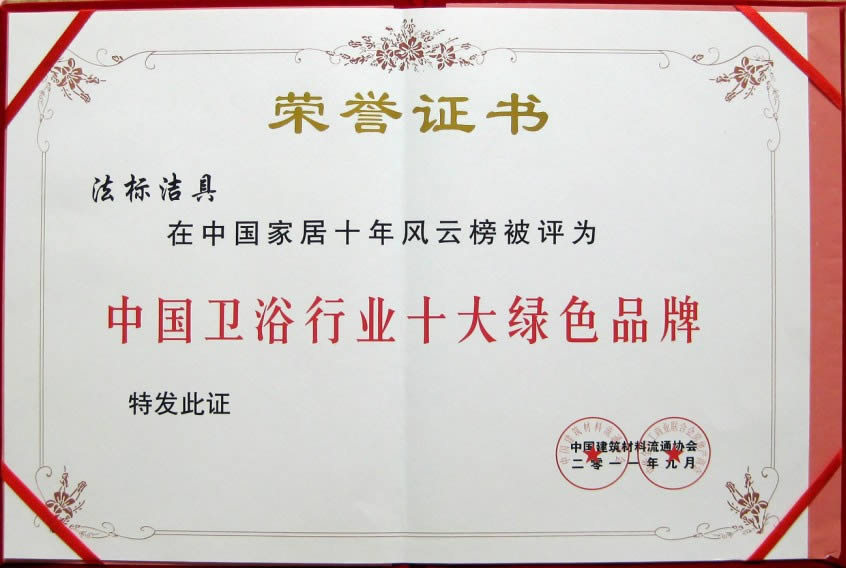 荣誉证书
法标洁具
在中国家居十年风云榜被评为
中国卫浴行业十大绿色品牌
特发此证
中国建筑材料流通协会
二零一一年九月